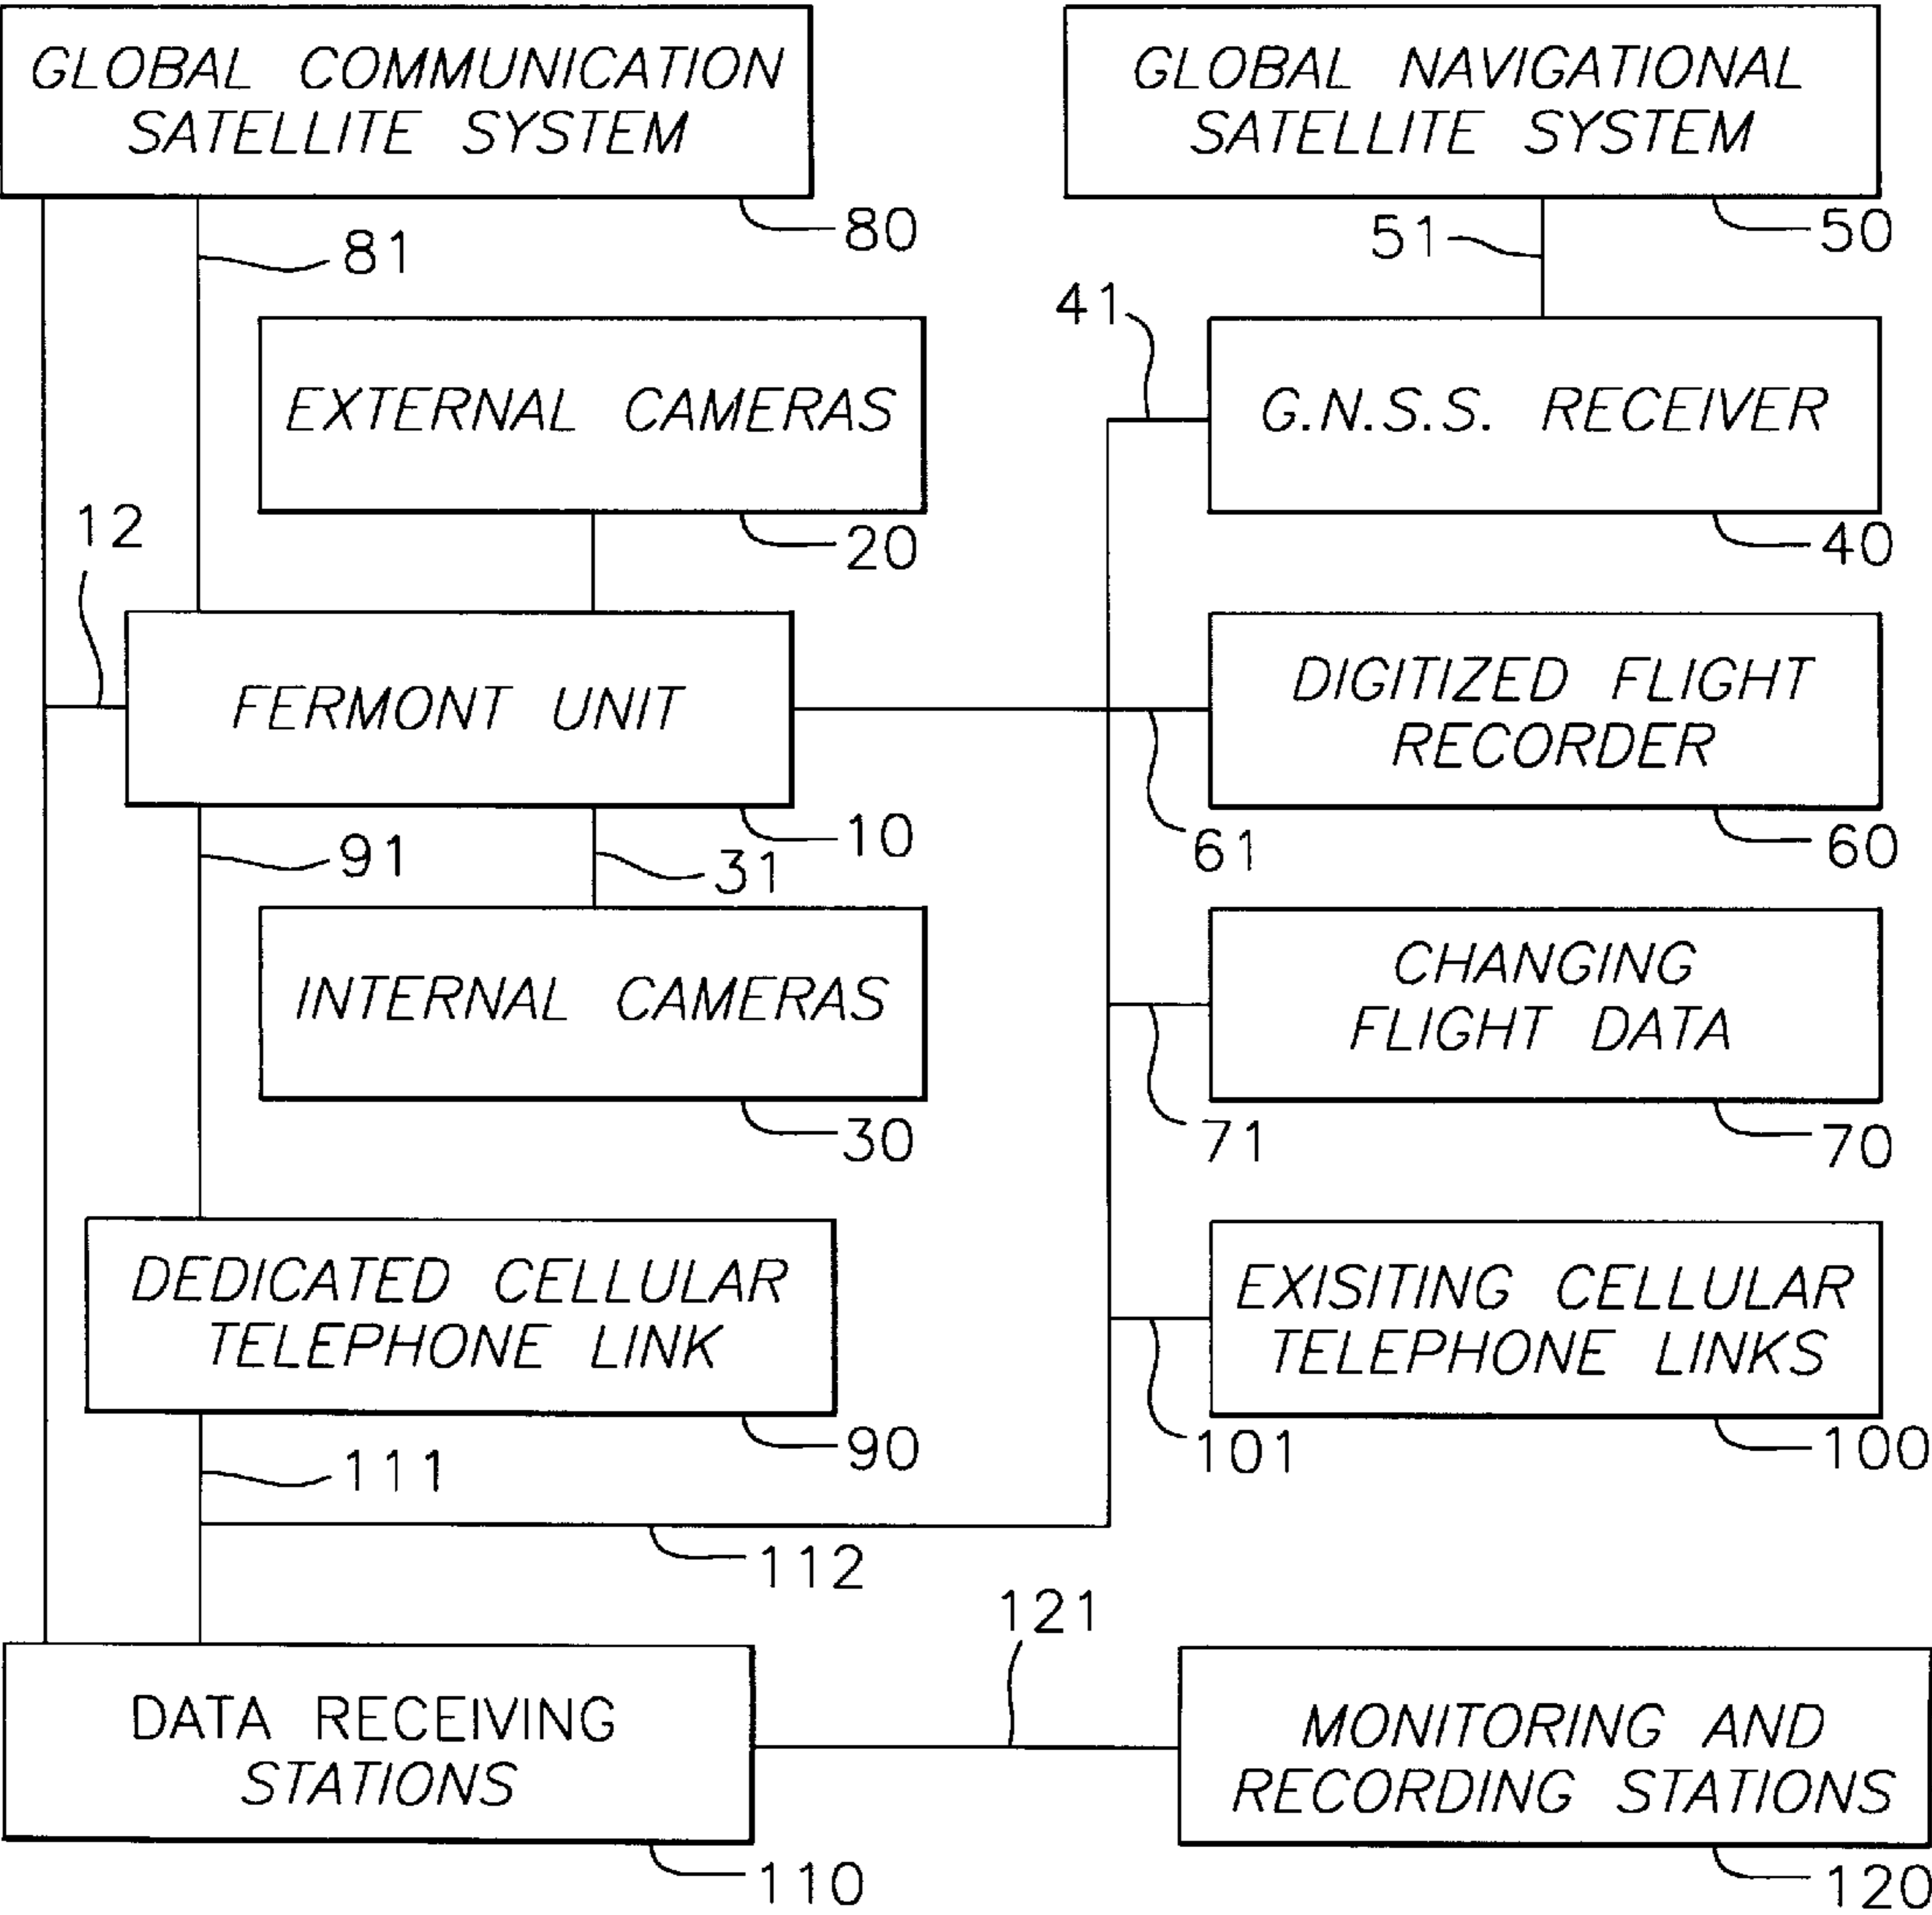 GLOBAL COMMUNICATION
SATELLITE SYSTEM
80
GLOBAL NAVIGATIONAL
SATELLITE SYSTEM
50
81
51
41
EXTERNAL CAMERAS
20
G.N.S.S. RECEIVER
40
12
FERMONT UNIT
10
DIGITIZED FLIGHT
RECORDER
60
61
91
31
INTERNAL CAMERAS
30
CHANGING
FLIGHT DATA
70
71
DEDICATED CELLULAR
TELEPHONE LINK
90
EXISITING CELLULAR
TELEPHONE LINKS
100
101
111
112
121
DATA RECEIVING
STATIONS
110
MONITORING AND
RECORDING STATIONS
120